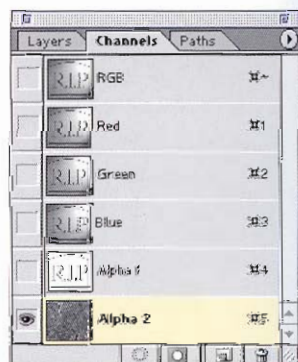 Layers Channels Paths
R.I.P RGB ⌘~
R.I.P Red ⌘1
R.I.P Green ⌘2
R.I.P Blue ⌘3
R.I.P Alpha 1 ⌘4
Alpha 2 ⌘5